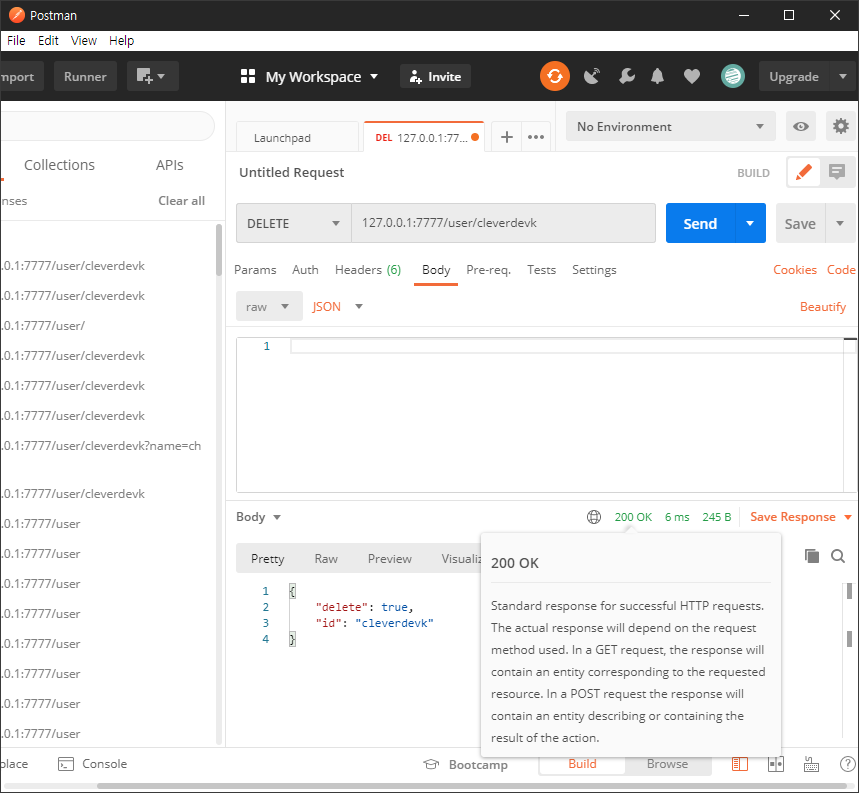 Postman
File Edit View Help
mport Runner My Workspace Invite Upgrade
Launchpad DEL 127.0.0.1:77... No Environment
Collections APIs
nses Clear all
Untitled Request BUILD
DELETE 127.0.0.1:7777/user/cleverdevk Send Save
Params Auth Headers (6) Body Pre-req. Tests Settings Cookies Code
raw JSON Beautify
1
.0.1:7777/user/cleverdevk
.0.1:7777/user/cleverdevk
.0.1:7777/user/
.0.1:7777/user/cleverdevk
.0.1:7777/user/cleverdevk
.0.1:7777/user/cleverdevk
.0.1:7777/user/cleverdevk?name=ch
.0.1:7777/user/cleverdevk
.0.1:7777/user
.0.1:7777/user
.0.1:7777/user
.0.1:7777/user
.0.1:7777/user
.0.1:7777/user
.0.1:7777/user
.0.1:7777/user
Body 200 OK 6 ms 245 B Save Response
Pretty Raw Preview Visualiz
1 {
2 "delete": true,
3 "id": "cleverdevk"
4 }
200 OK
Standard response for successful HTTP requests.
The actual response will depend on the request
method used. In a GET request, the response will
contain an entity corresponding to the requested
resource. In a POST request the response will
contain an entity describing or containing the
result of the action.
place Console Bootcamp Build Browse